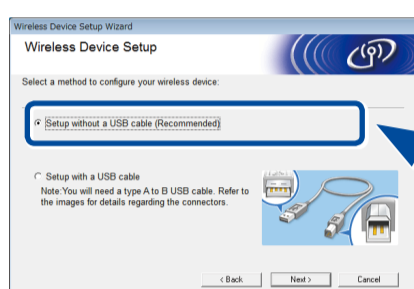 Wireless Device Setup Wizard
Wireless Device Setup
Select a method to configure your wireless device:
Setup without a USB cable (Recommended)
Setup with a USB cable
Note:You will need a type A to B USB cable. Refer to
the images for details regarding the connectors.
< Back
Next >
Cancel